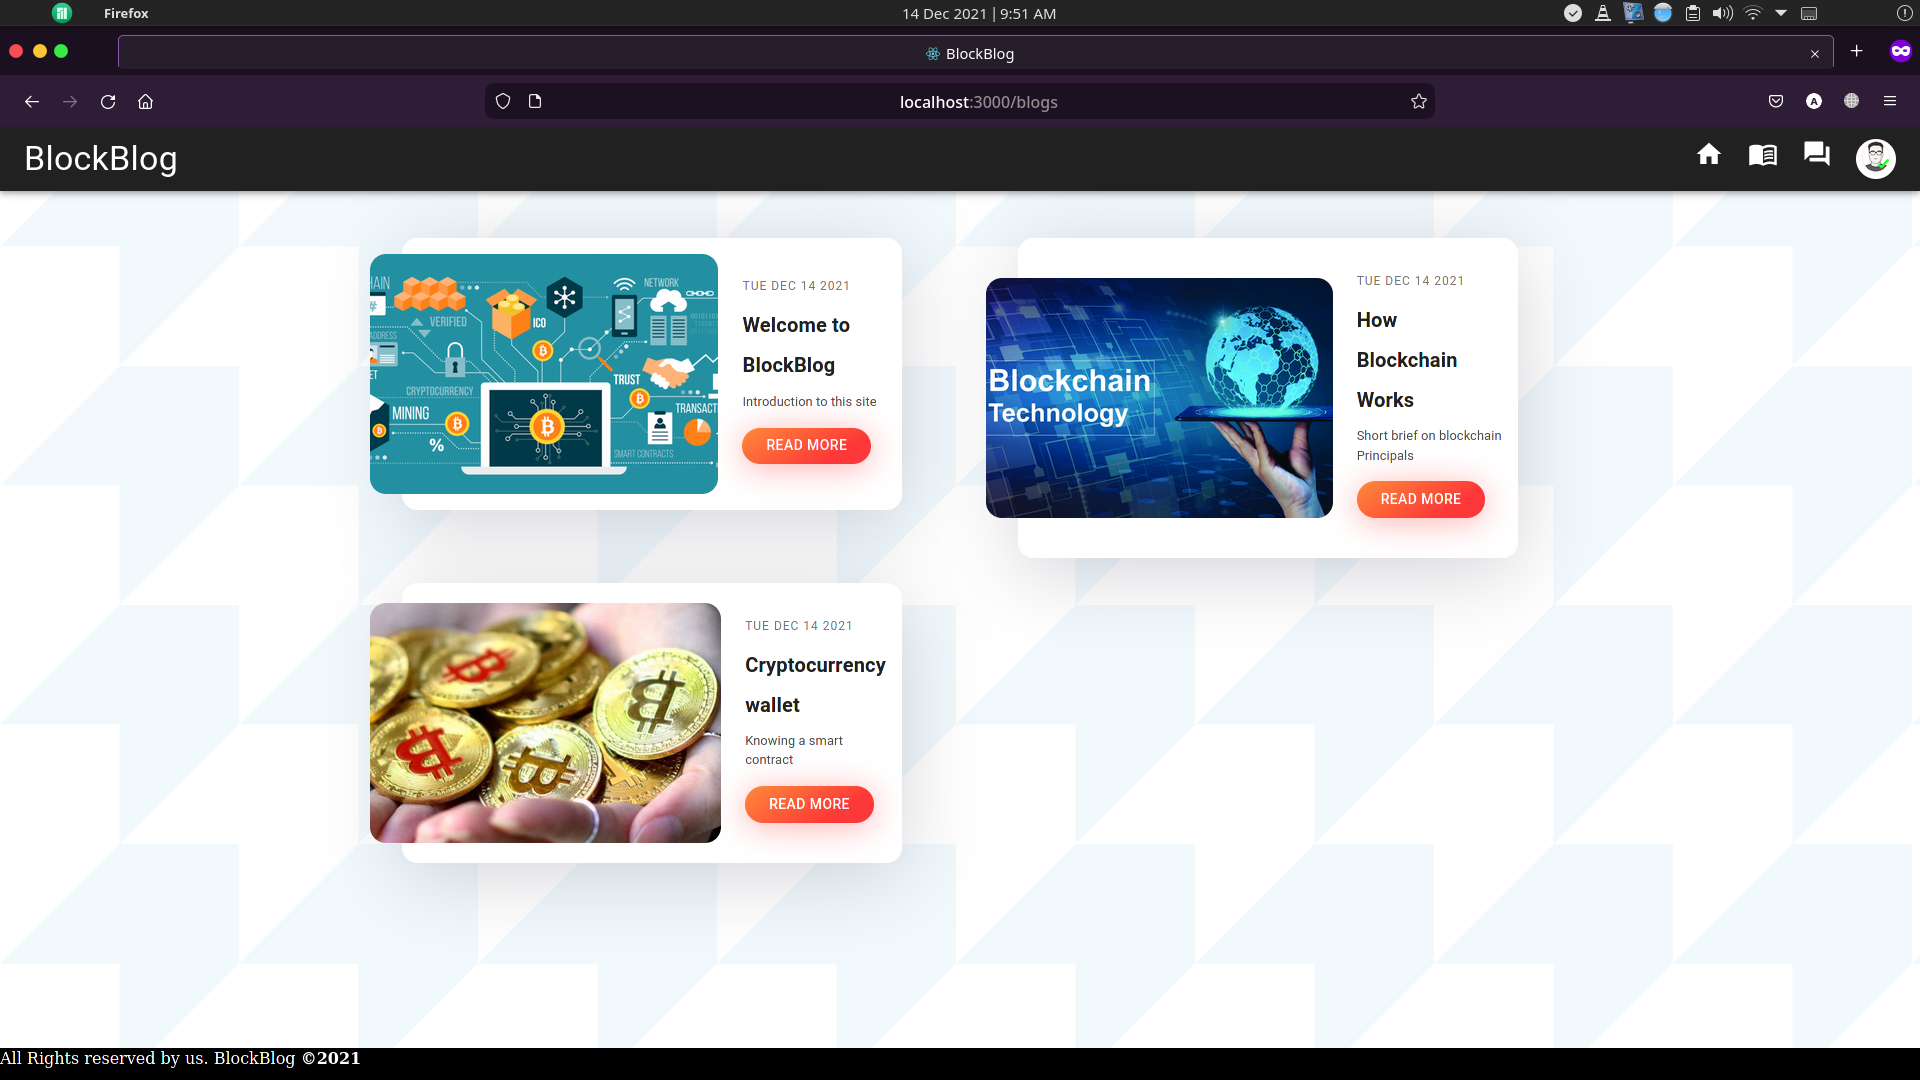 Firefox
14 Dec 2021 | 9:51 AM
BlockBlog
localhost:3000/blogs
BlockBlog
HAIN
VERIFIED
ADDRESS
ET
CRYPTOCURRENCY
MINING
%
ICO
NETWORK
TRUST
TRANSACT
SMART CONTRACTS
TUE DEC 14 2021
Welcome to
BlockBlog
Introduction to this site
READ MORE
Blockchain
Technology
TUE DEC 14 2021
How
Blockchain
Works
Short brief on blockchain
Principals
READ MORE
TUE DEC 14 2021
Cryptocurrency
wallet
Knowing a smart
contract
READ MORE
All Rights reserved by us. BlockBlog ©2021